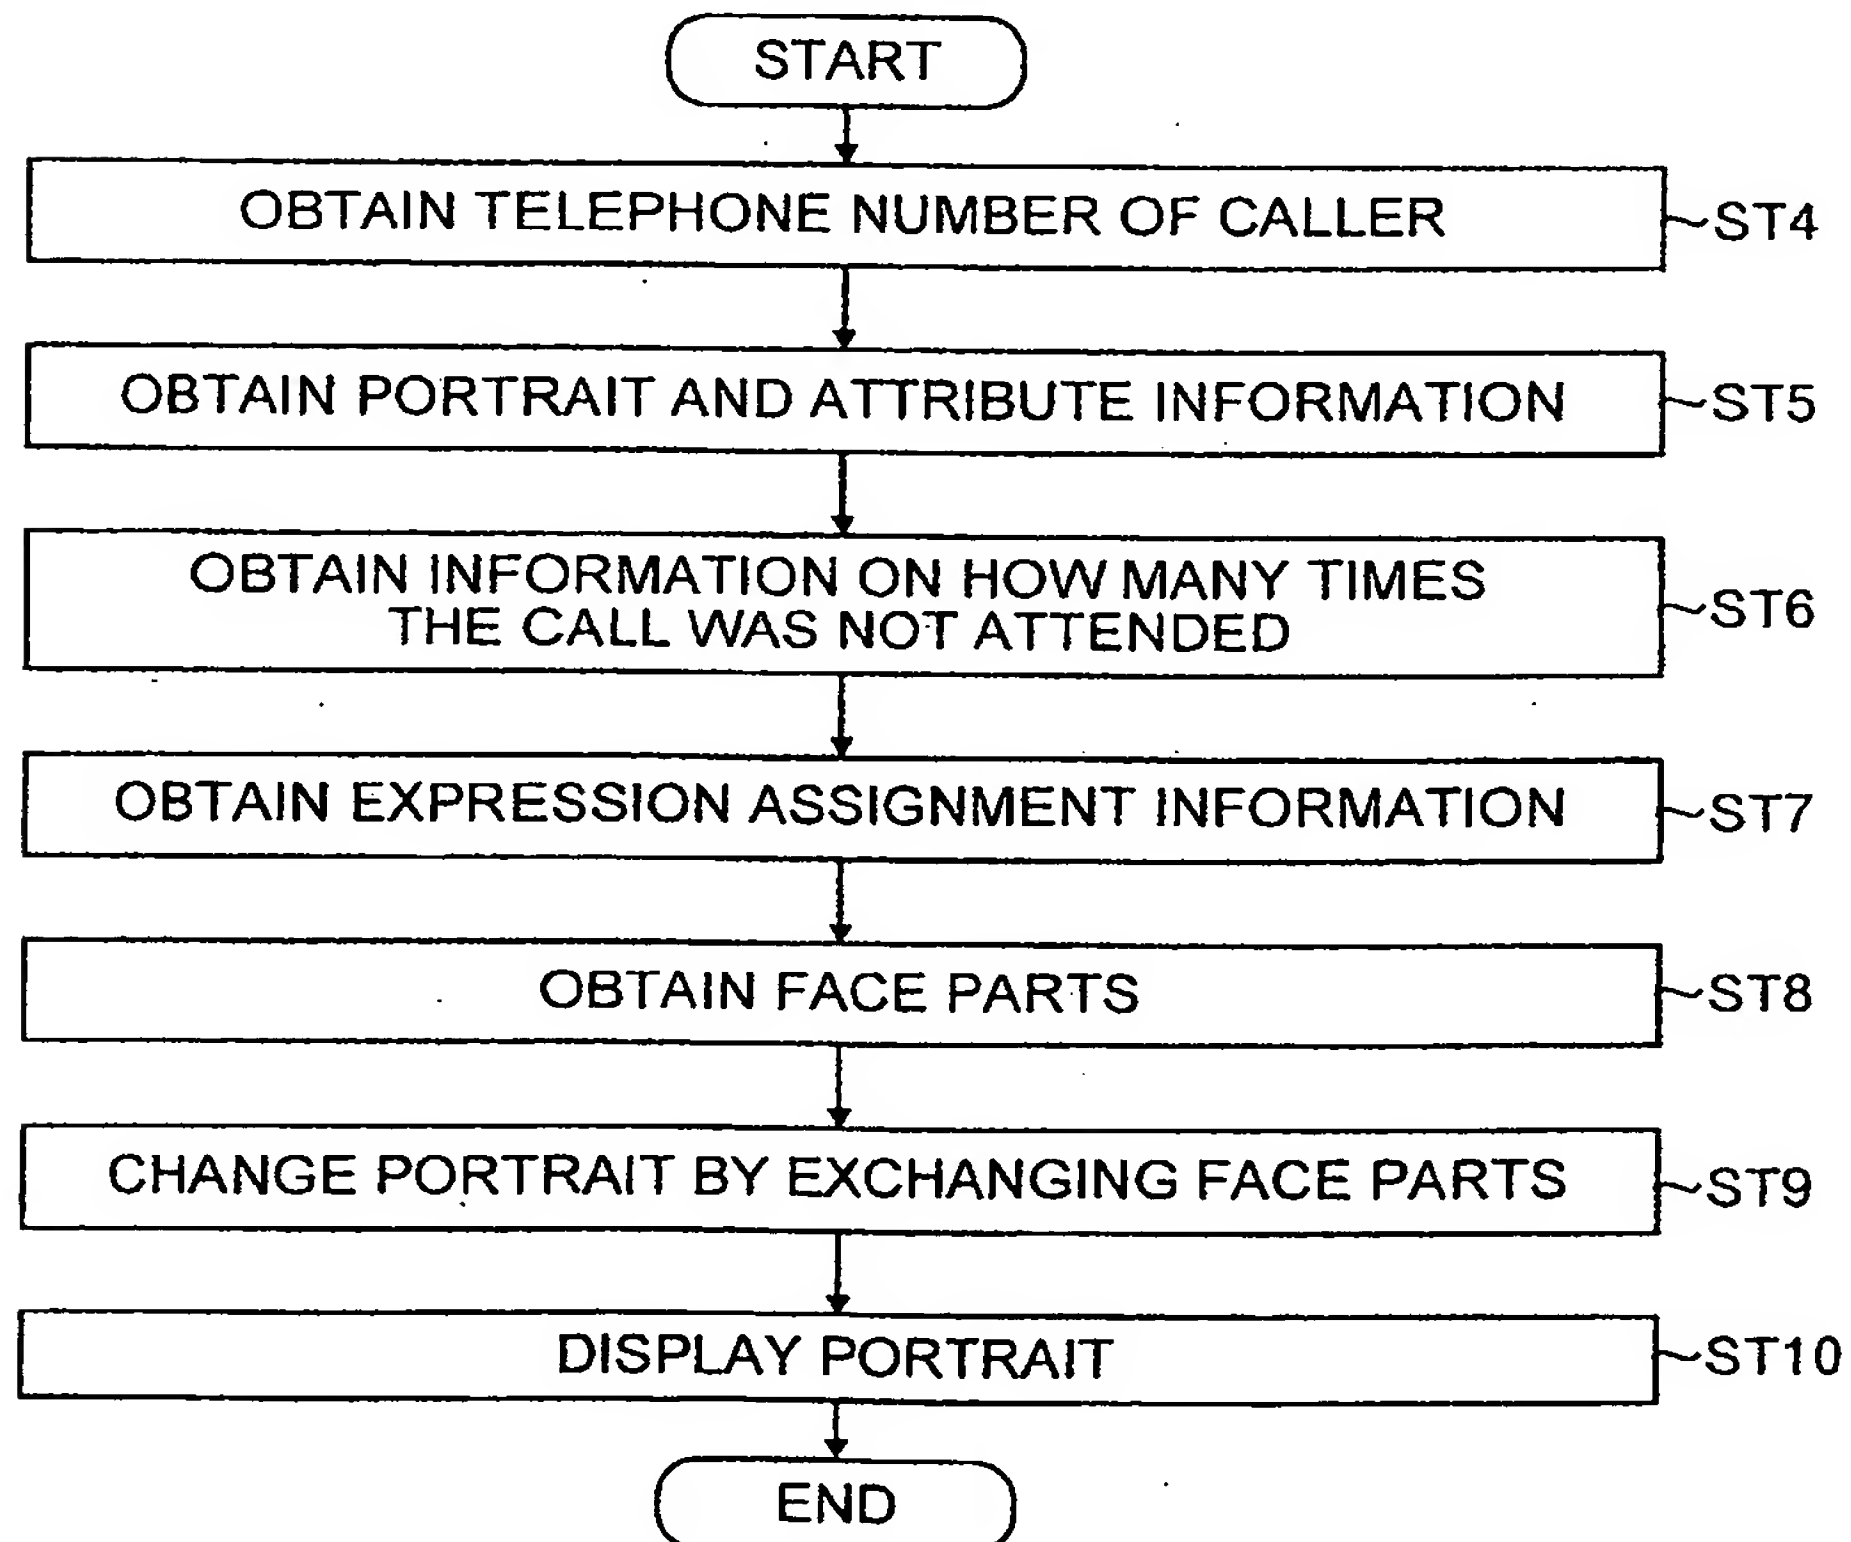 START
OBTAIN TELEPHONE NUMBER OF CALLER
ST4
OBTAIN PORTRAIT AND ATTRIBUTE INFORMATION
ST5
OBTAIN INFORMATION ON HOW MANY TIMES
THE CALL WAS NOT ATTENDED
ST6
OBTAIN EXPRESSION ASSIGNMENT INFORMATION
ST7
OBTAIN FACE PARTS
ST8
CHANGE PORTRAIT BY EXCHANGING FACE PARTS
ST9
DISPLAY PORTRAIT
ST10
END